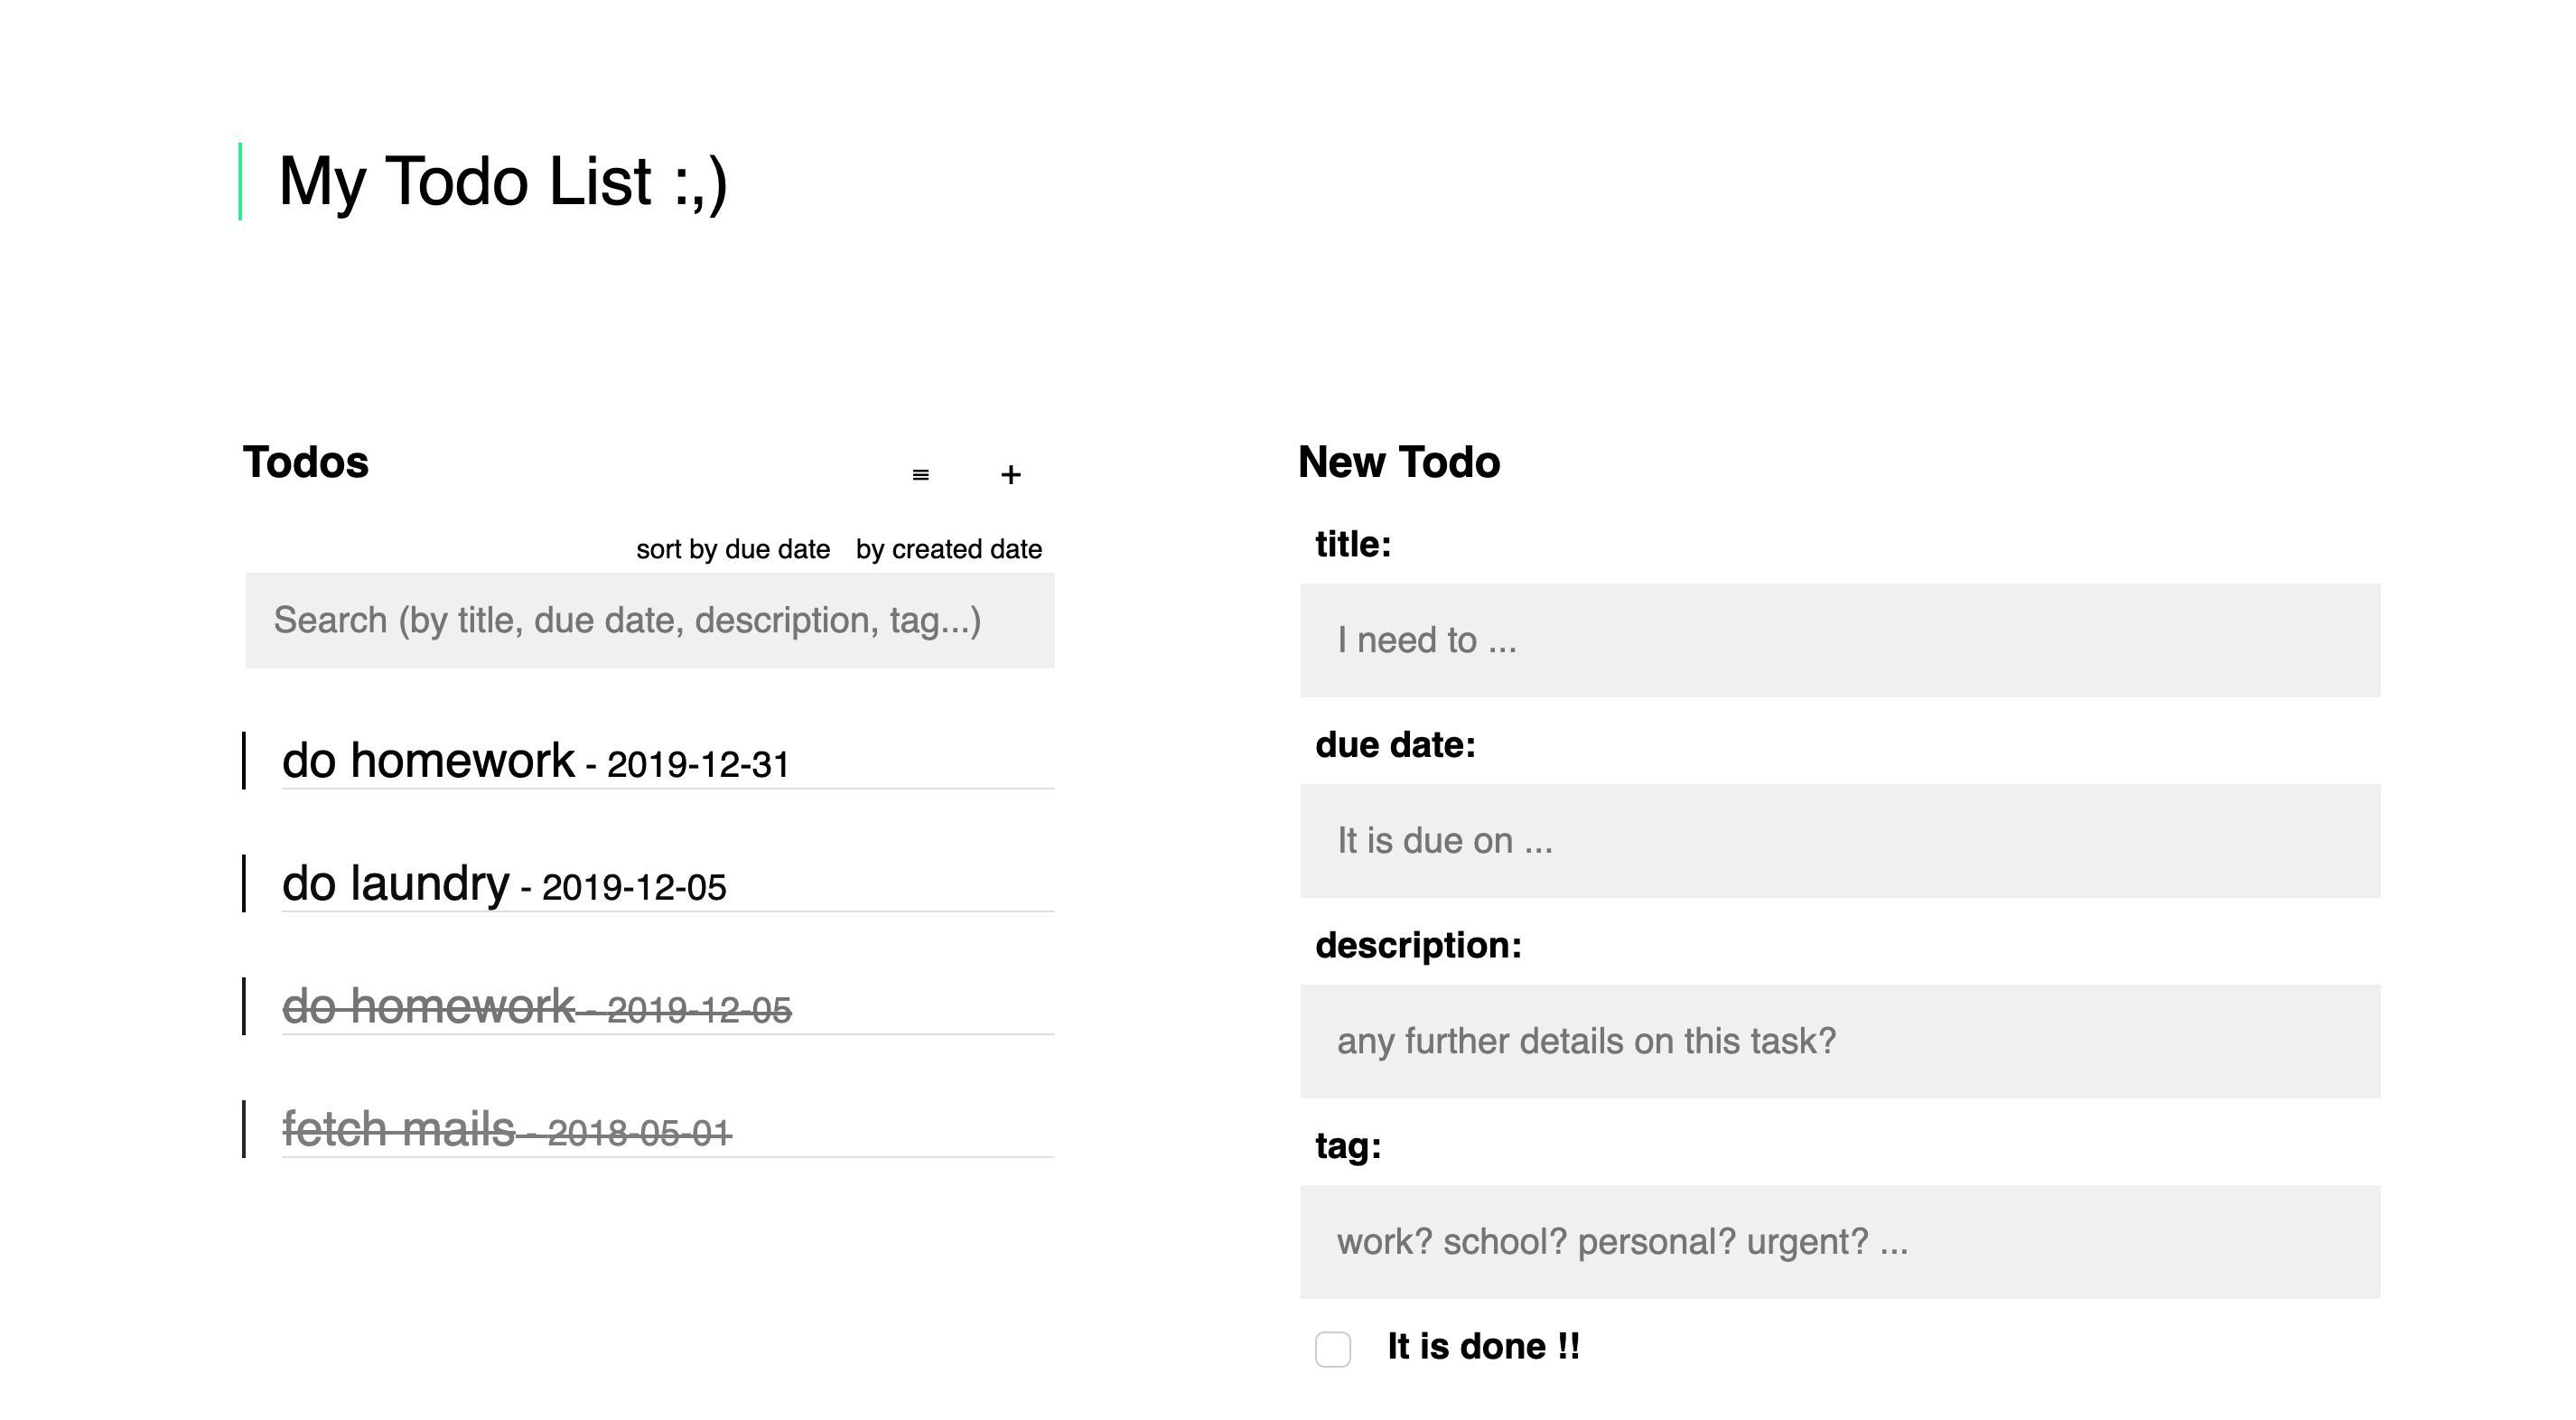 My Todo List :,)
Todos
≡ +
sort by due date by created date
Search (by title, due date, description, tag...)
do homework - 2019-12-31
do laundry - 2019-12-05
do homework - 2019-12-05
fetch mails - 2018-05-01
New Todo
title:
I need to ...
due date:
It is due on ...
description:
any further details on this task?
tag:
work? school? personal? urgent? ...
It is done !!